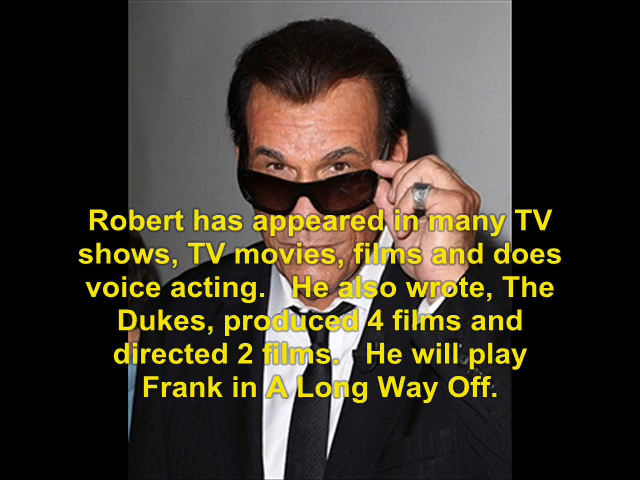 Robert has appeared in many TV
shows, TV movies, films and does
voice acting.   He also wrote, The
Dukes, produced 4 films and
directed 2 films.   He will play
Frank in A Long Way Off.